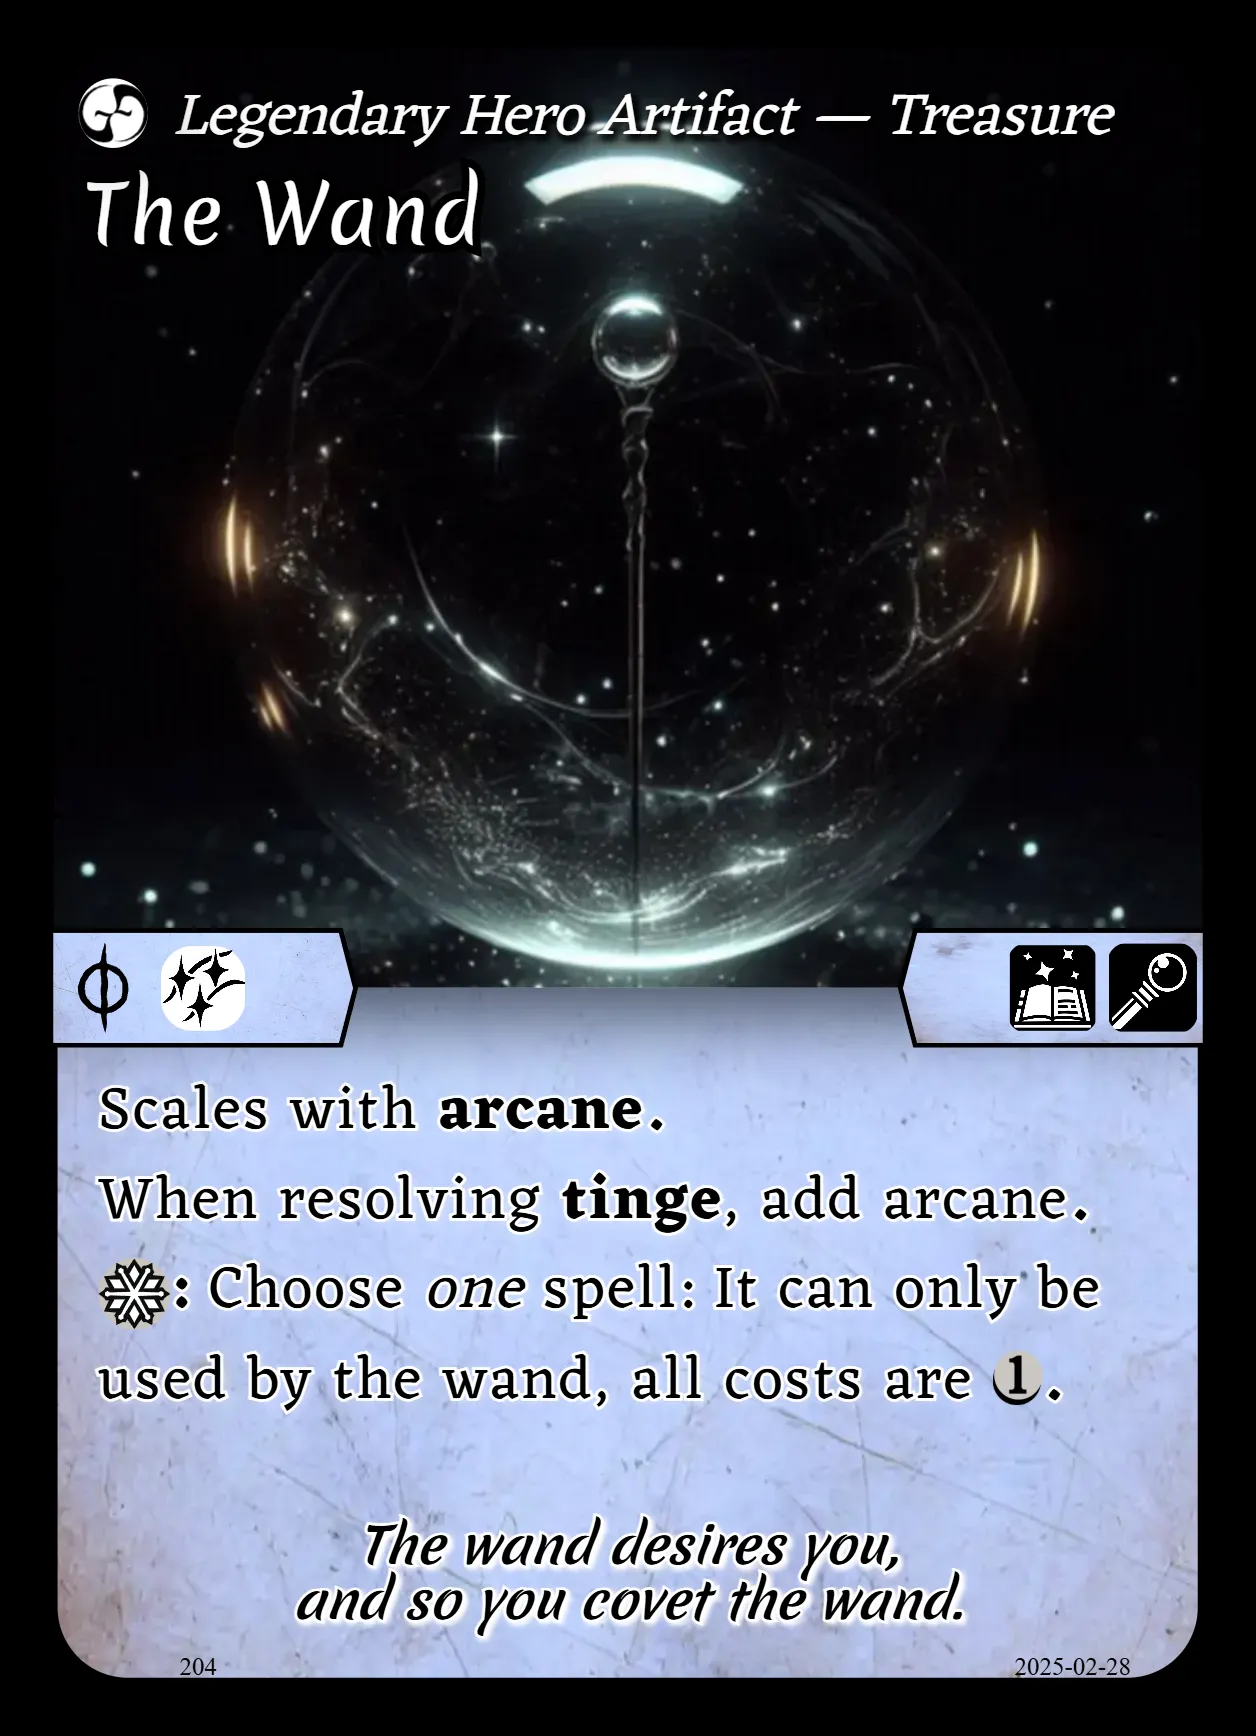 Legendary Hero Artifact — Treasure
The Wand
Scales with arcane.
When resolving tinge, add arcane.
: Choose one spell: It can only be
used by the wand, all costs are 1.
The wand desires you,
and so you covet the wand.
204
2025-02-28